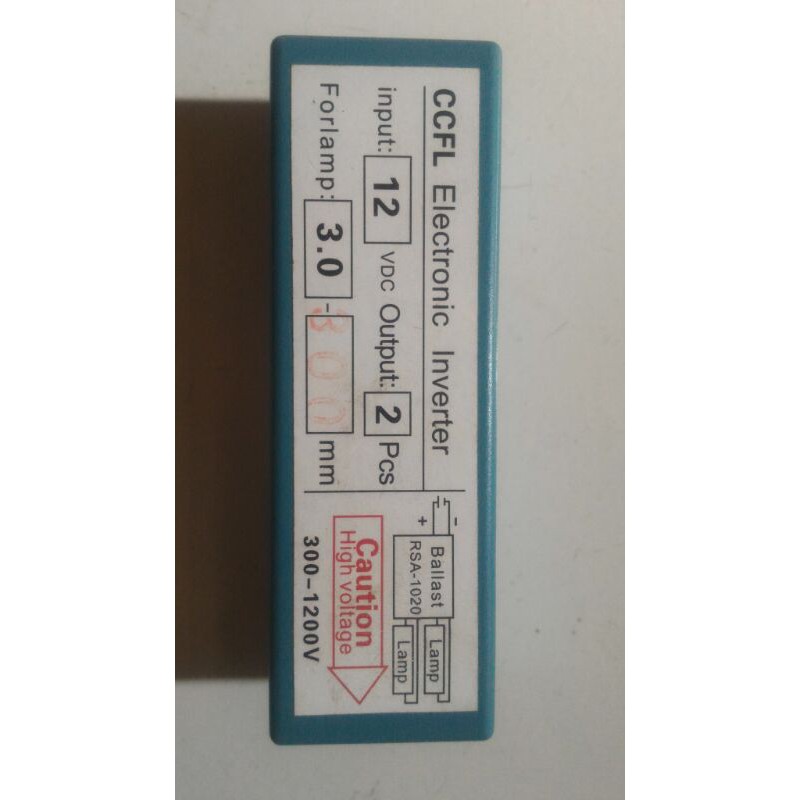 CCFL Electronic Inverter
input: 12 VDC Output: 2 Pcs
Forlamp: 3.0 - 300 mm
- +
Ballast
RSA-1020
Lamp
Lamp
Caution
High voltage
300-1200V